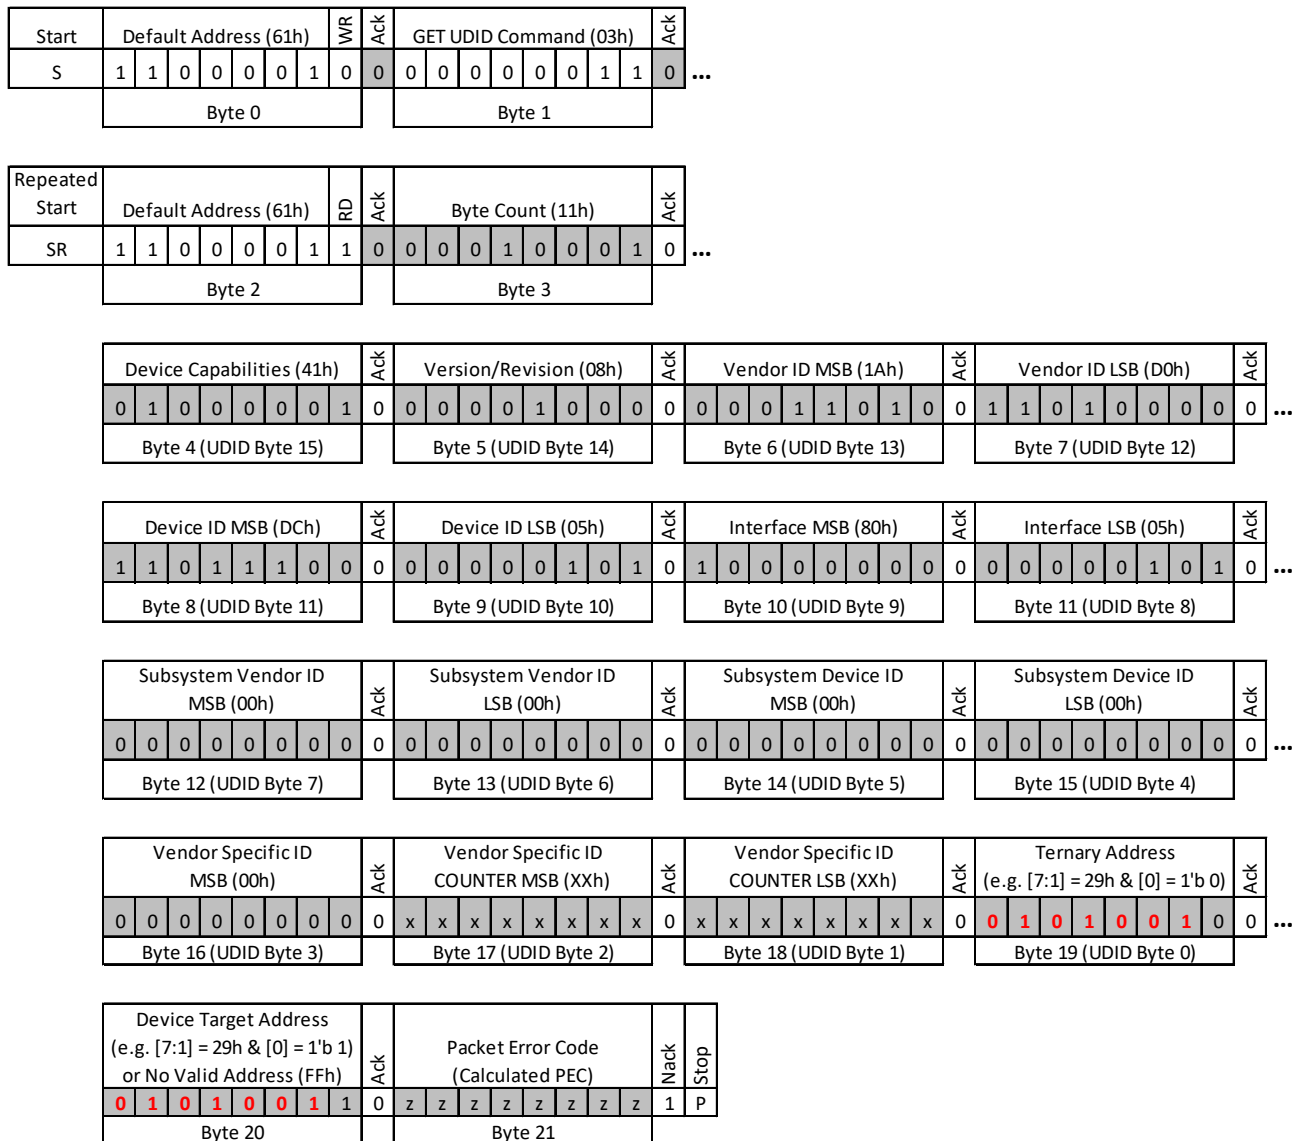 Start Default Address (61h) WR Ack GET UDID Command (03h) Ack
S 1 1 0 0 0 0 1 0 0 0 0 0 0 0 0 1 1 0 ...
Byte 0 Byte 1
Repeated
Start Default Address (61h) RD Ack Byte Count (11h) Ack
SR 1 1 0 0 0 0 1 1 0 0 0 0 1 0 0 0 1 0 ...
Byte 2 Byte 3
Device Capabilities (41h) Ack Version/Revision (08h) Ack Vendor ID MSB (1Ah) Ack Vendor ID LSB (D0h) Ack
0 1 0 0 0 0 0 1 0 0 0 0 0 1 0 0 0 0 0 0 0 1 1 0 1 0 0 1 1 0 1 0 0 0 0 0 ...
Byte 4 (UDID Byte 15) Byte 5 (UDID Byte 14) Byte 6 (UDID Byte 13) Byte 7 (UDID Byte 12)
Device ID MSB (DCh) Ack Device ID LSB (05h) Ack Interface MSB (80h) Ack Interface LSB (05h) Ack
1 1 0 1 1 1 0 0 0 0 0 0 0 0 1 0 1 0 1 0 0 0 0 0 0 0 0 0 0 0 0 0 1 0 1 0 ...
Byte 8 (UDID Byte 11) Byte 9 (UDID Byte 10) Byte 10 (UDID Byte 9) Byte 11 (UDID Byte 8)
Subsystem Vendor ID Subsystem Vendor ID Subsystem Device ID Subsystem Device ID
MSB (00h) Ack LSB (00h) Ack MSB (00h) Ack LSB (00h) Ack
0 0 0 0 0 0 0 0 0 0 0 0 0 0 0 0 0 0 0 0 0 0 0 0 0 0 0 0 0 0 0 0 0 0 0 0 ...
Byte 12 (UDID Byte 7) Byte 13 (UDID Byte 6) Byte 14 (UDID Byte 5) Byte 15 (UDID Byte 4)
Vendor Specific ID Vendor Specific ID Vendor Specific ID Ternary Address
MSB (00h) Ack COUNTER MSB (XXh) Ack COUNTER LSB (XXh) Ack (e.g. [7:1] = 29h & [0] = 1'b 0) Ack
0 0 0 0 0 0 0 0 0 x x x x x x x x 0 x x x x x x x x 0 0 1 0 1 0 0 1 0 0 ...
Byte 16 (UDID Byte 3) Byte 17 (UDID Byte 2) Byte 18 (UDID Byte 1) Byte 19 (UDID Byte 0)
Device Target Address
(e.g. [7:1] = 29h & [0] = 1'b 1) Packet Error Code
or No Valid Address (FFh) Ack (Calculated PEC) Nack Stop
0 1 0 1 0 0 1 1 0 z z z z z z z z 1 P
Byte 20 Byte 21